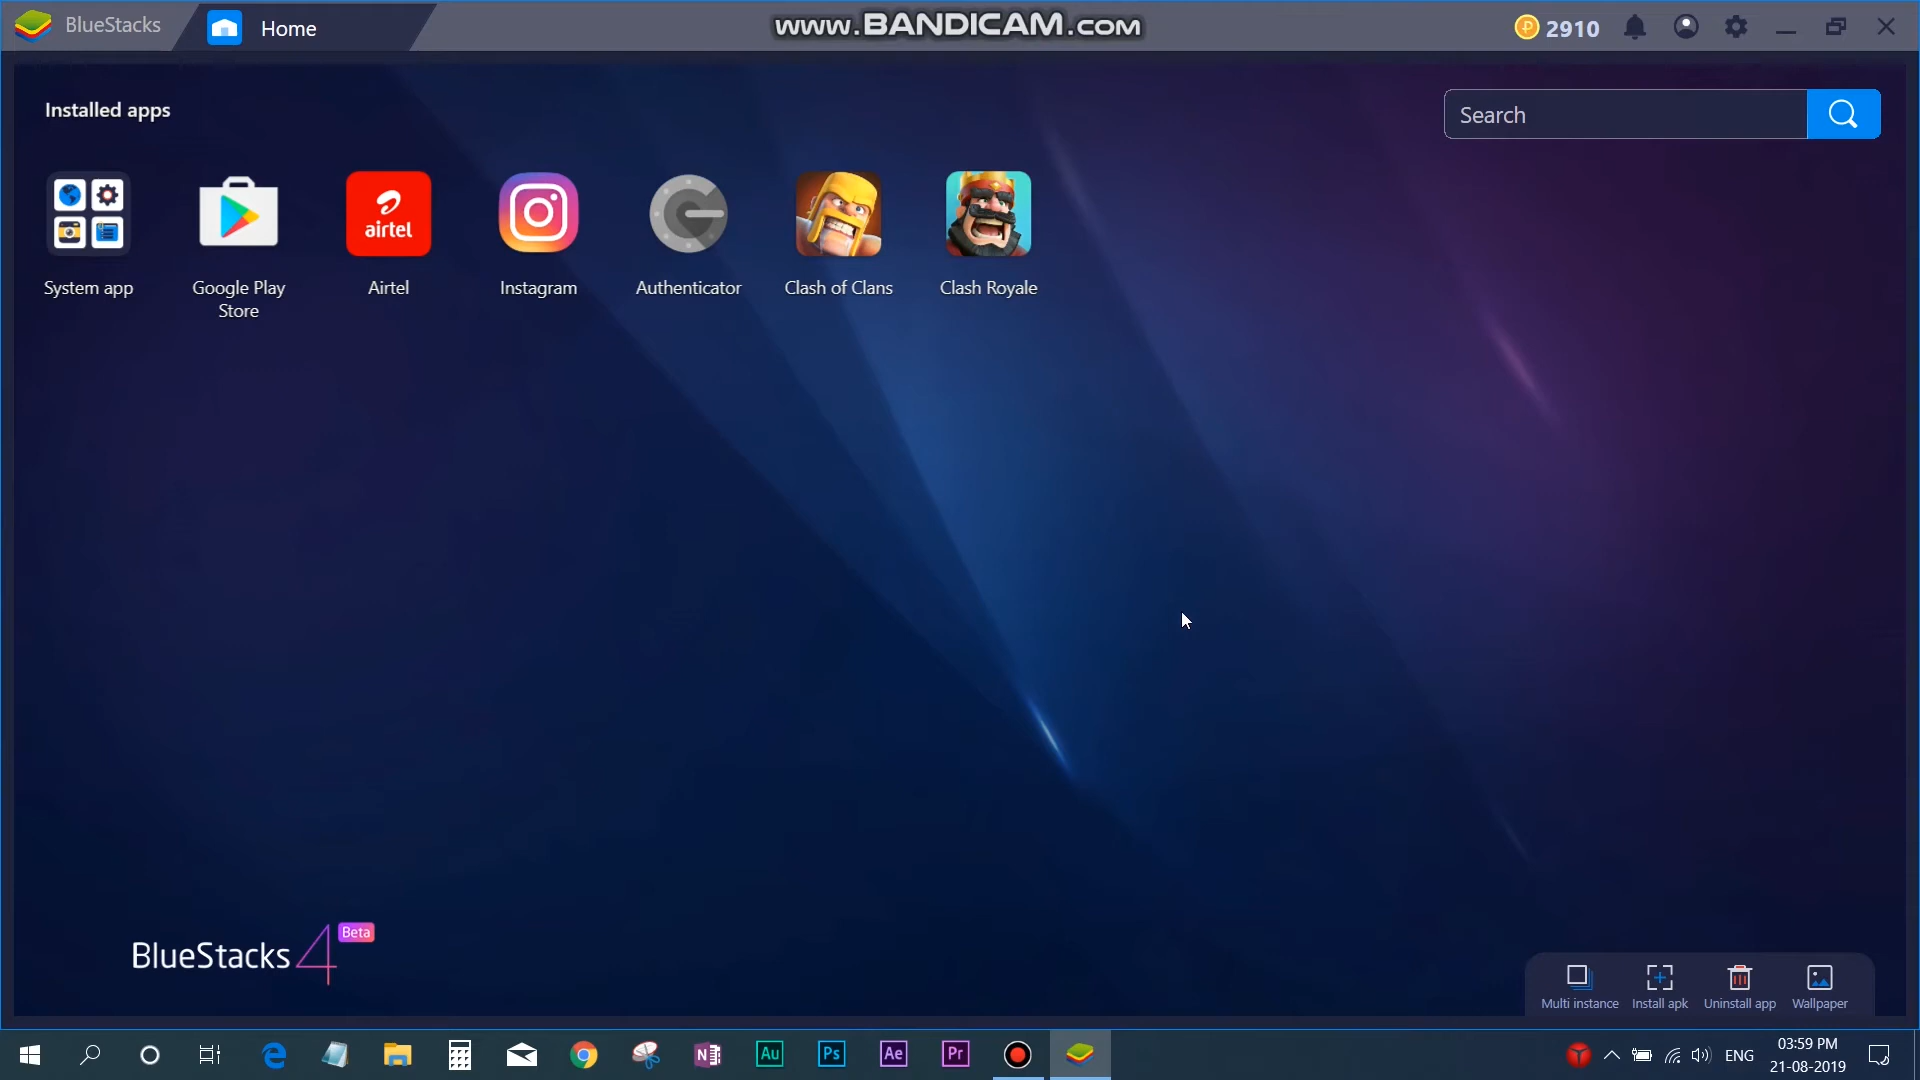 BlueStacks
Home
www.BANDICAM.com
2910
Installed apps
Search
airtel
System app
Google Play
Store
Airtel
Instagram
Authenticator
Clash of Clans
Clash Royale
BlueStacks 4 Beta
Multi instance
Install apk
Uninstall app
Wallpaper
N
Au
Ps
Ae
Pr
ENG
03:59 PM
21-08-2019